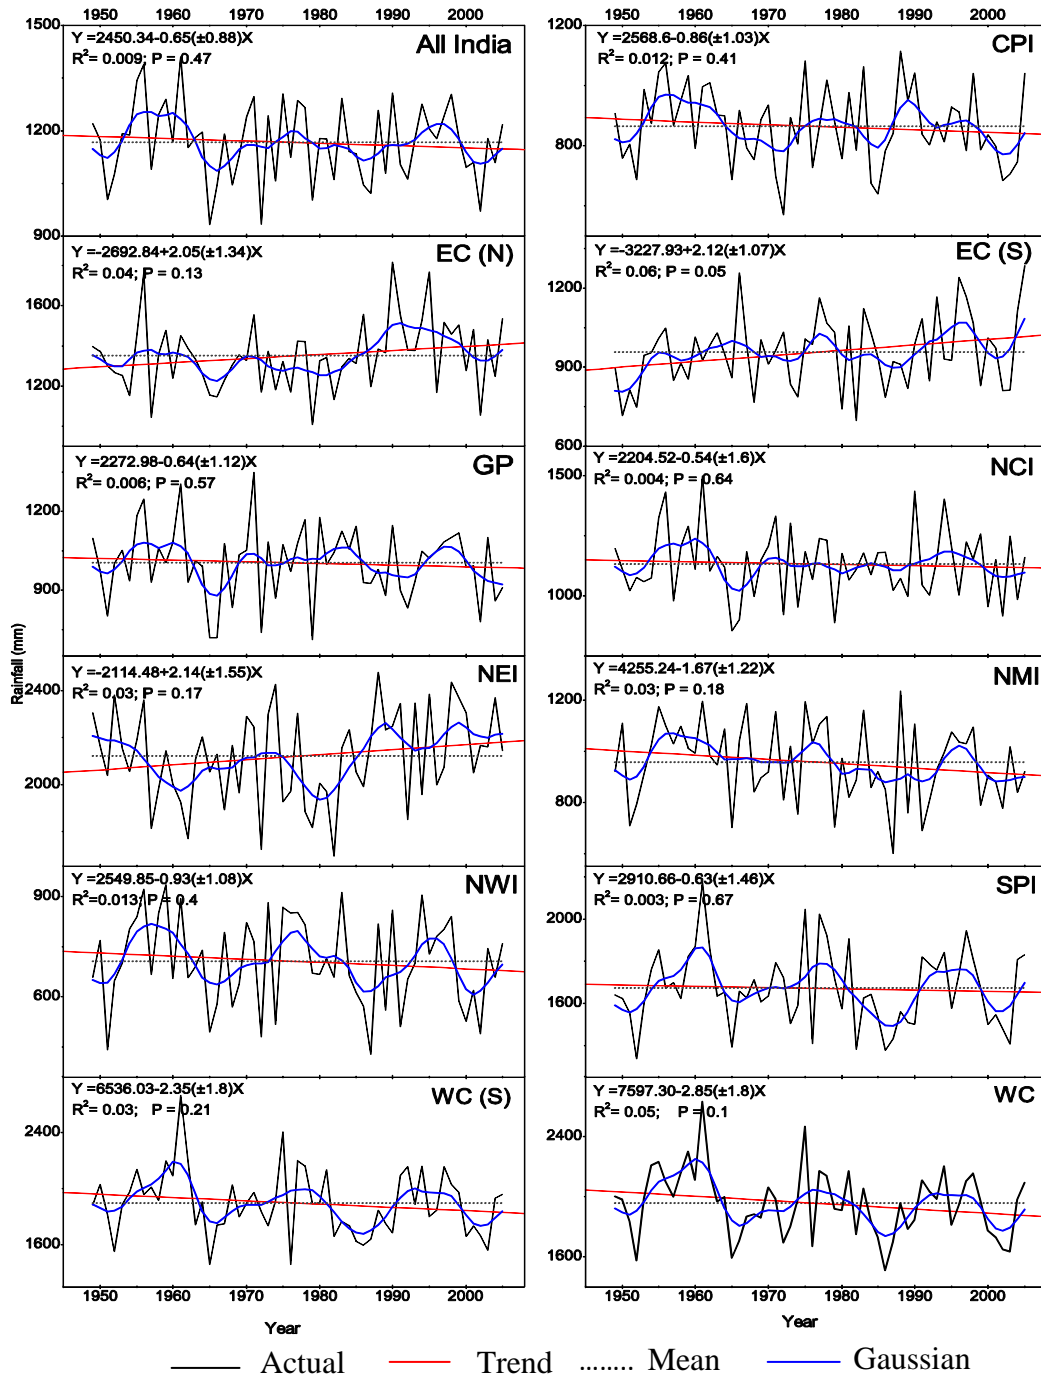 1950 1960 1970 1980 1990 2000
1950 1960 1970 1980 1990 2000
1500
Y =2450.34-0.65(±0.88)X
R²= 0.009; P = 0.47
All India
1200
900
1200
Y =2568.6-0.86(±1.03)X
R²= 0.012; P = 0.41
CPI
800
Y =-2692.84+2.05(±1.34)X
R²= 0.04; P = 0.13
EC (N)
1600
1200
Y =-3227.93+2.12(±1.07)X
R²= 0.06; P = 0.05
EC (S)
1200
900
600
Y =2272.98-0.64(±1.12)X
R²= 0.006; P = 0.57
GP
1200
900
Y =2204.52-0.54(±1.6)X
R²= 0.004; P = 0.64
NCI
1500
1000
Rainfall (mm)
Y =-2114.48+2.14(±1.55)X
R²= 0.03; P = 0.17
NEI
2400
2000
Y =4255.24-1.67(±1.22)X
R²= 0.03; P = 0.18
NMI
1200
800
Y =2549.85-0.93(±1.08)X
R²=0.013; P = 0.4
NWI
900
600
Y =2910.66-0.63(±1.46)X
R²= 0.003; P = 0.67
SPI
2000
1600
Y =6536.03-2.35(±1.8)X
R²= 0.03; P = 0.21
WC (S)
2400
1600
Y =7597.30-2.85(±1.8)X
R²= 0.05; P = 0.1
WC
2400
1600
1950 1960 1970 1980 1990 2000
1950 1960 1970 1980 1990 2000
Year
Year
Actual Trend ........ Mean Gaussian